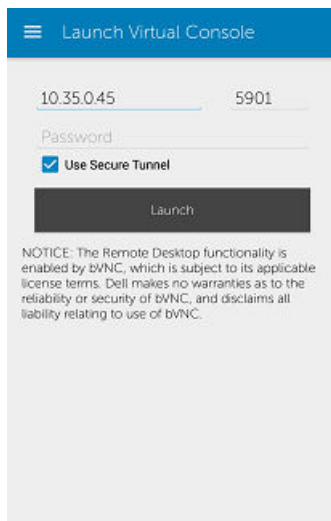 Launch Virtual Console
10.35.0.45 5901
Password
Use Secure Tunnel
Launch
NOTICE: The Remote Desktop functionality is
enabled by bVNC, which is subject to its applicable
license terms. Dell makes no warranties as to the
reliability or security of bVNC, and disclaims all
liability relating to use of bVNC.